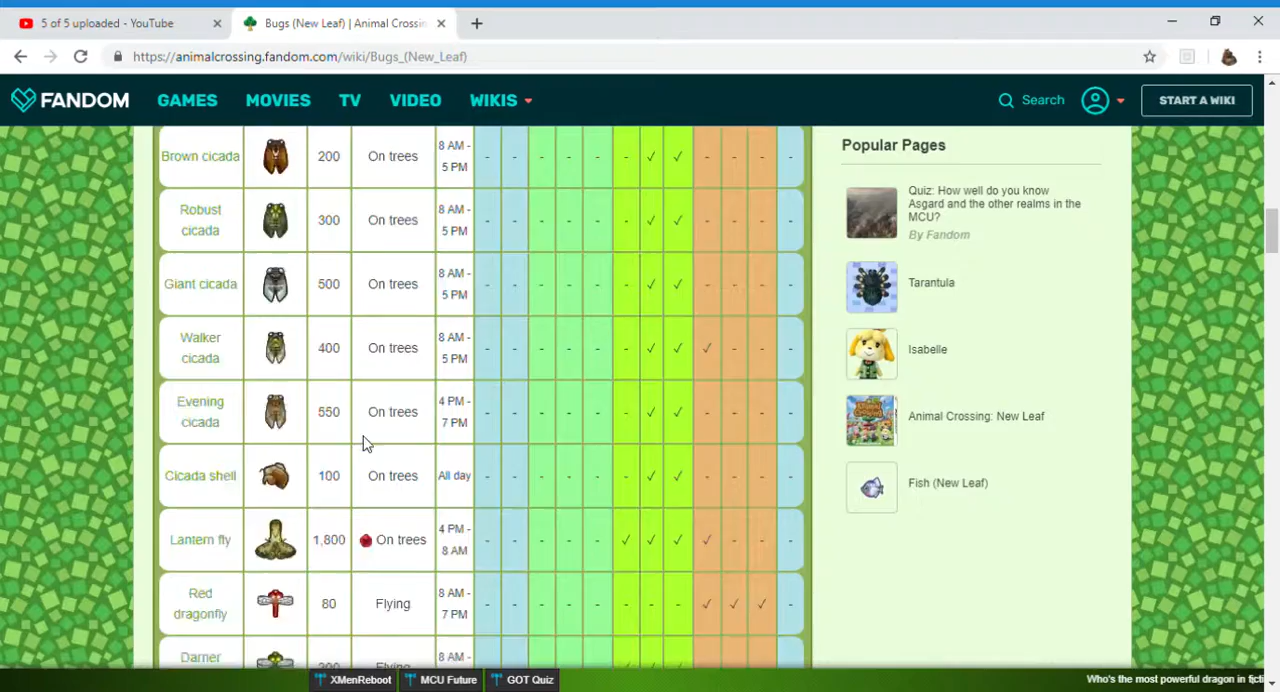 5 of 5 uploaded - YouTube
Bugs (New Leaf) | Animal Crossin
https://animalcrossing.fandom.com/wiki/Bugs_(New_Leaf)
FANDOM GAMES MOVIES TV VIDEO WIKIS Search START A WIKI
Brown cicada 200 On trees 8 AM - 5 PM - - - - - - ✓ ✓ - - - -
Robust cicada 300 On trees 8 AM - 5 PM - - - - - - ✓ ✓ - - - -
Giant cicada 500 On trees 8 AM - 5 PM - - - - - - ✓ ✓ - - - -
Walker cicada 400 On trees 8 AM - 5 PM - - - - - - ✓ ✓ ✓ - - -
Evening cicada 550 On trees 4 PM - 7 PM - - - - - - ✓ ✓ - - - -
Cicada shell 100 On trees All day - - - - - - ✓ ✓ - - - -
Lantern fly 1,800 On trees 4 PM - 8 AM - - - - - ✓ ✓ ✓ ✓ - - -
Red dragonfly 80 Flying 8 AM - 7 PM - - - - - - - - ✓ ✓ ✓ -
Darner 200 Flying 8 AM -
Popular Pages
Quiz: How well do you know
Asgard and the other realms in the
MCU?
By Fandom
Tarantula
Isabelle
Animal Crossing: New Leaf
Fish (New Leaf)
XMenReboot MCU Future GOT Quiz
Who's the most powerful dragon in ficti